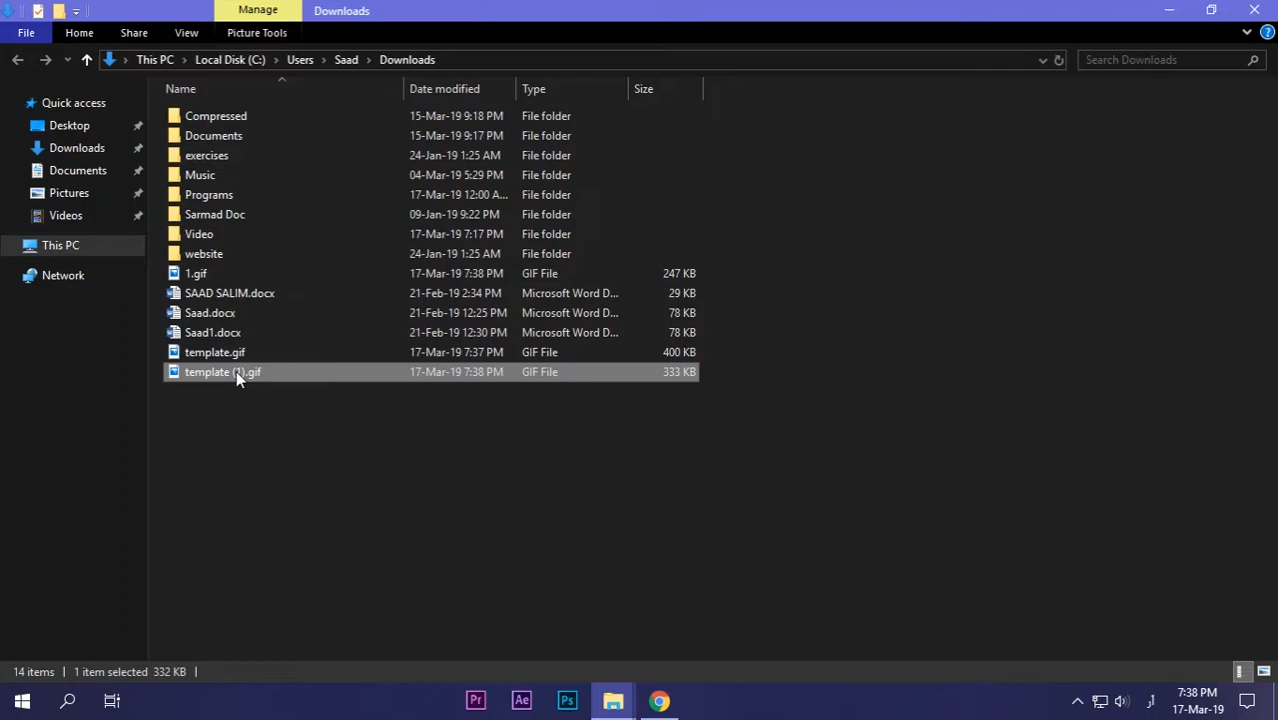 Manage
Downloads
File Home Share View Picture Tools
This PC Local Disk (C:) Users Saad Downloads
Search Downloads
Name Date modified Type Size
Quick access
Desktop
Downloads
Documents
Pictures
Videos
This PC
Network
Compressed 15-Mar-19 9:18 PM File folder
Documents 15-Mar-19 9:17 PM File folder
exercises 24-Jan-19 1:25 AM File folder
Music 04-Mar-19 5:29 PM File folder
Programs 17-Mar-19 12:00 A... File folder
Sarmad Doc 09-Jan-19 9:22 PM File folder
Video 17-Mar-19 7:17 PM File folder
website 24-Jan-19 1:25 AM File folder
1.gif 17-Mar-19 7:38 PM GIF File 247 KB
SAAD SALIM.docx 21-Feb-19 2:34 PM Microsoft Word D... 29 KB
Saad.docx 21-Feb-19 12:25 PM Microsoft Word D... 78 KB
Saad1.docx 21-Feb-19 12:30 PM Microsoft Word D... 78 KB
template.gif 17-Mar-19 7:37 PM GIF File 400 KB
template (1).gif 17-Mar-19 7:38 PM GIF File 333 KB
14 items 1 item selected 332 KB
Pr Ae Ps
7:38 PM
17-Mar-19